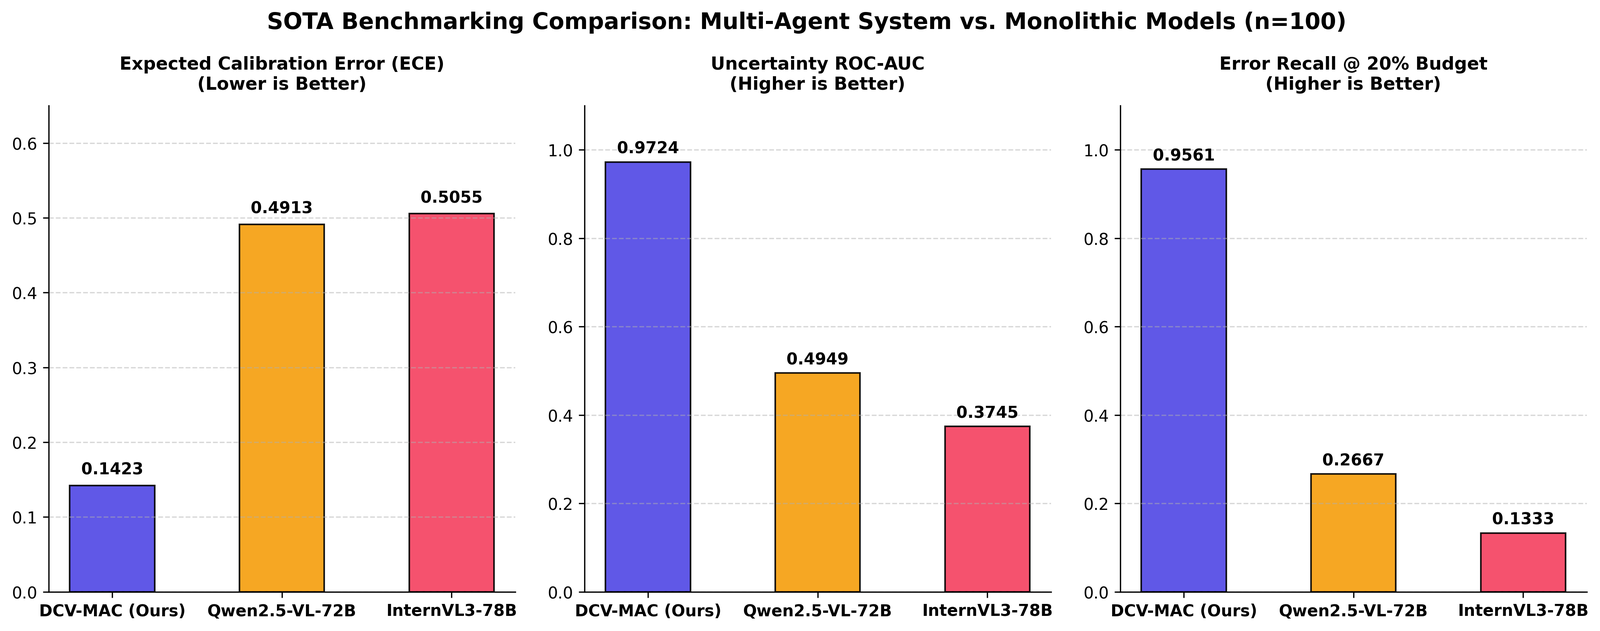 SOTA Benchmarking Comparison: Multi-Agent System vs. Monolithic Models (n=100)
Expected Calibration Error (ECE)
(Lower is Better)
0.6
0.5
0.4
0.3
0.2
0.1
0.0
0.1423
0.4913
0.5055
DCV-MAC (Ours)
Qwen2.5-VL-72B
InternVL3-78B
Uncertainty ROC-AUC
(Higher is Better)
1.0
0.8
0.6
0.4
0.2
0.0
0.9724
0.4949
0.3745
DCV-MAC (Ours)
Qwen2.5-VL-72B
InternVL3-78B
Error Recall @ 20% Budget
(Higher is Better)
1.0
0.8
0.6
0.4
0.2
0.0
0.9561
0.2667
0.1333
DCV-MAC (Ours)
Qwen2.5-VL-72B
InternVL3-78B